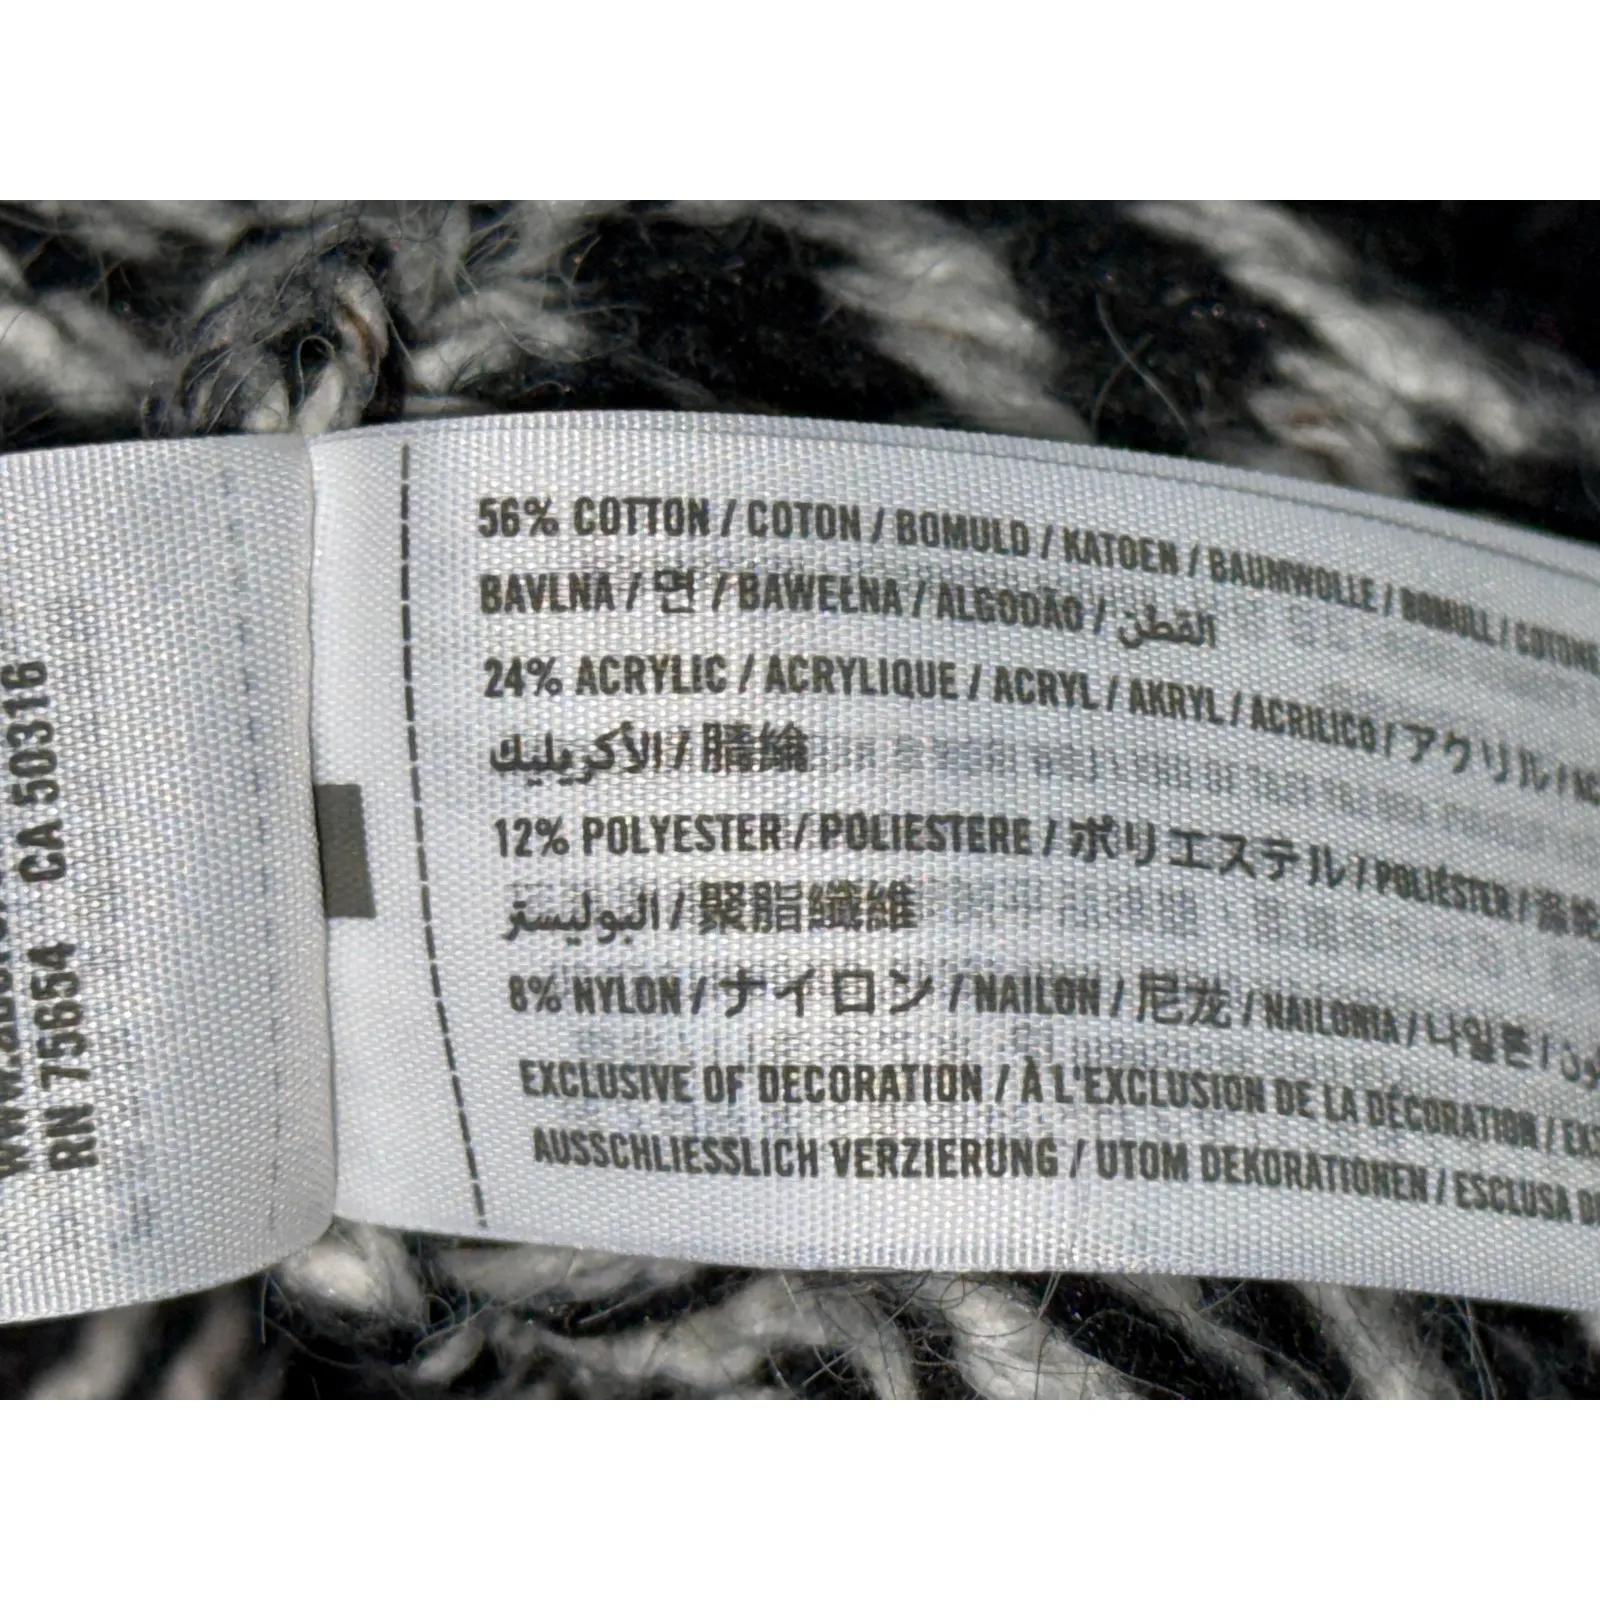 56% COTTON / COTON / BOMULD / KATOEN / BAUMWOLLE / BOMULL / COTONE
BAVLNA / 면 / BAWEŁNA / ALGODÃO / القطن
24% ACRYLIC / ACRYLIQUE / ACRYL / AKRYL / ACRILICO / アクリル /
الأكريليك / 腈綸
12% POLYESTER / POLIESTERE / ポリエステル / POLIÉSTER /
البوليستر / 聚脂纖維
8% NYLON / ナイロン / NAILON / 尼龙 / NAILONIA / 나일론 /
EXCLUSIVE OF DECORATION / À L'EXCLUSION DE LA DÉCORATION /
AUSSCHLIESSLICH VERZIERUNG / UTOM DEKORATIONEN / ESCLUSA
RN 75654 CA 50316